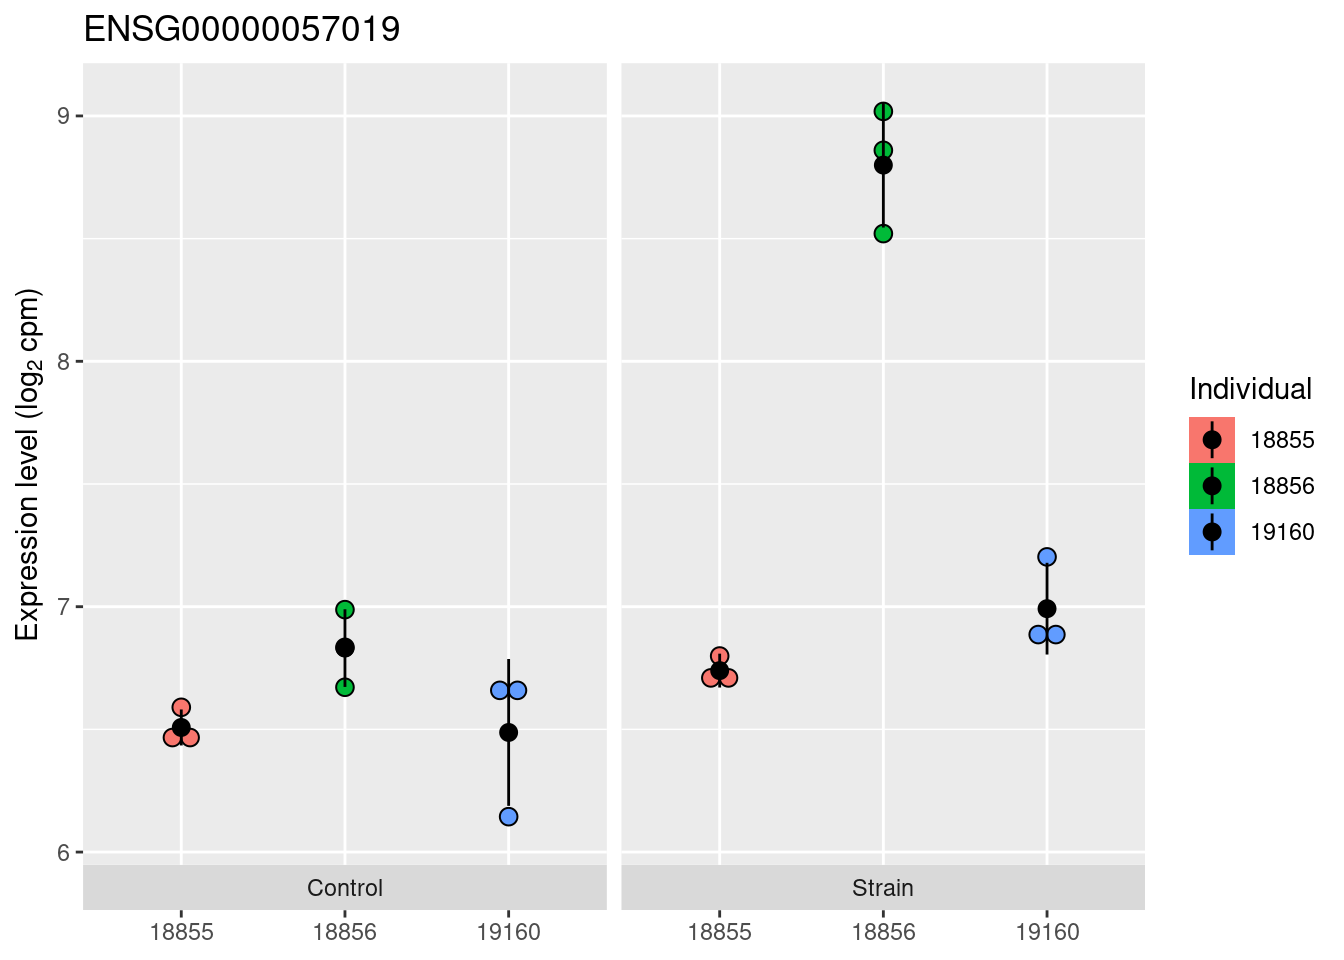 ENSG00000057019
Expression level (log₂ cpm)
9
8
7
6
Control
Strain
18855
18856
19160
18855
18856
19160
Individual
18855
18856
19160